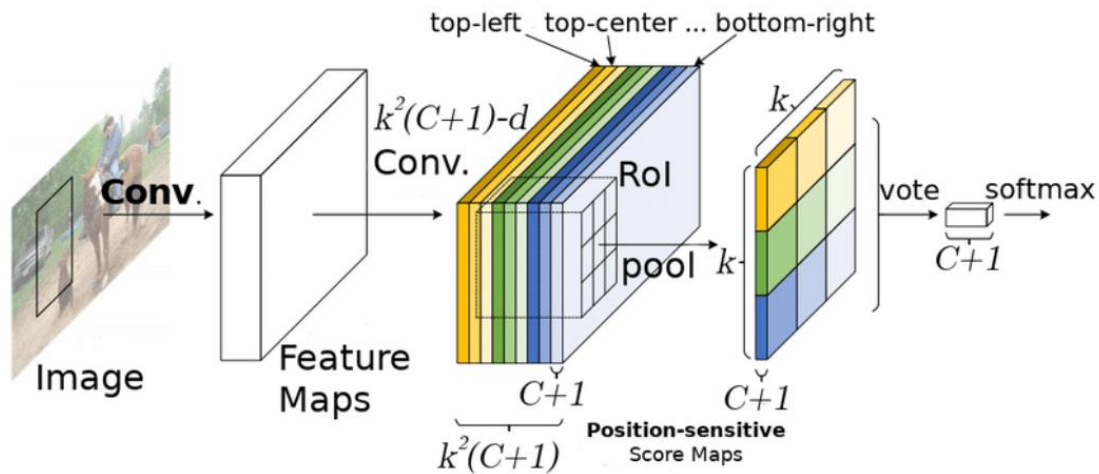 top-left top-center ... bottom-right
k
k²(C+1)-d
Conv.
RoI
Conv.
vote
softmax
k
pool
C+1
Image
Feature
Maps
C+1
C+1
k²(C+1)
Position-sensitive
Score Maps